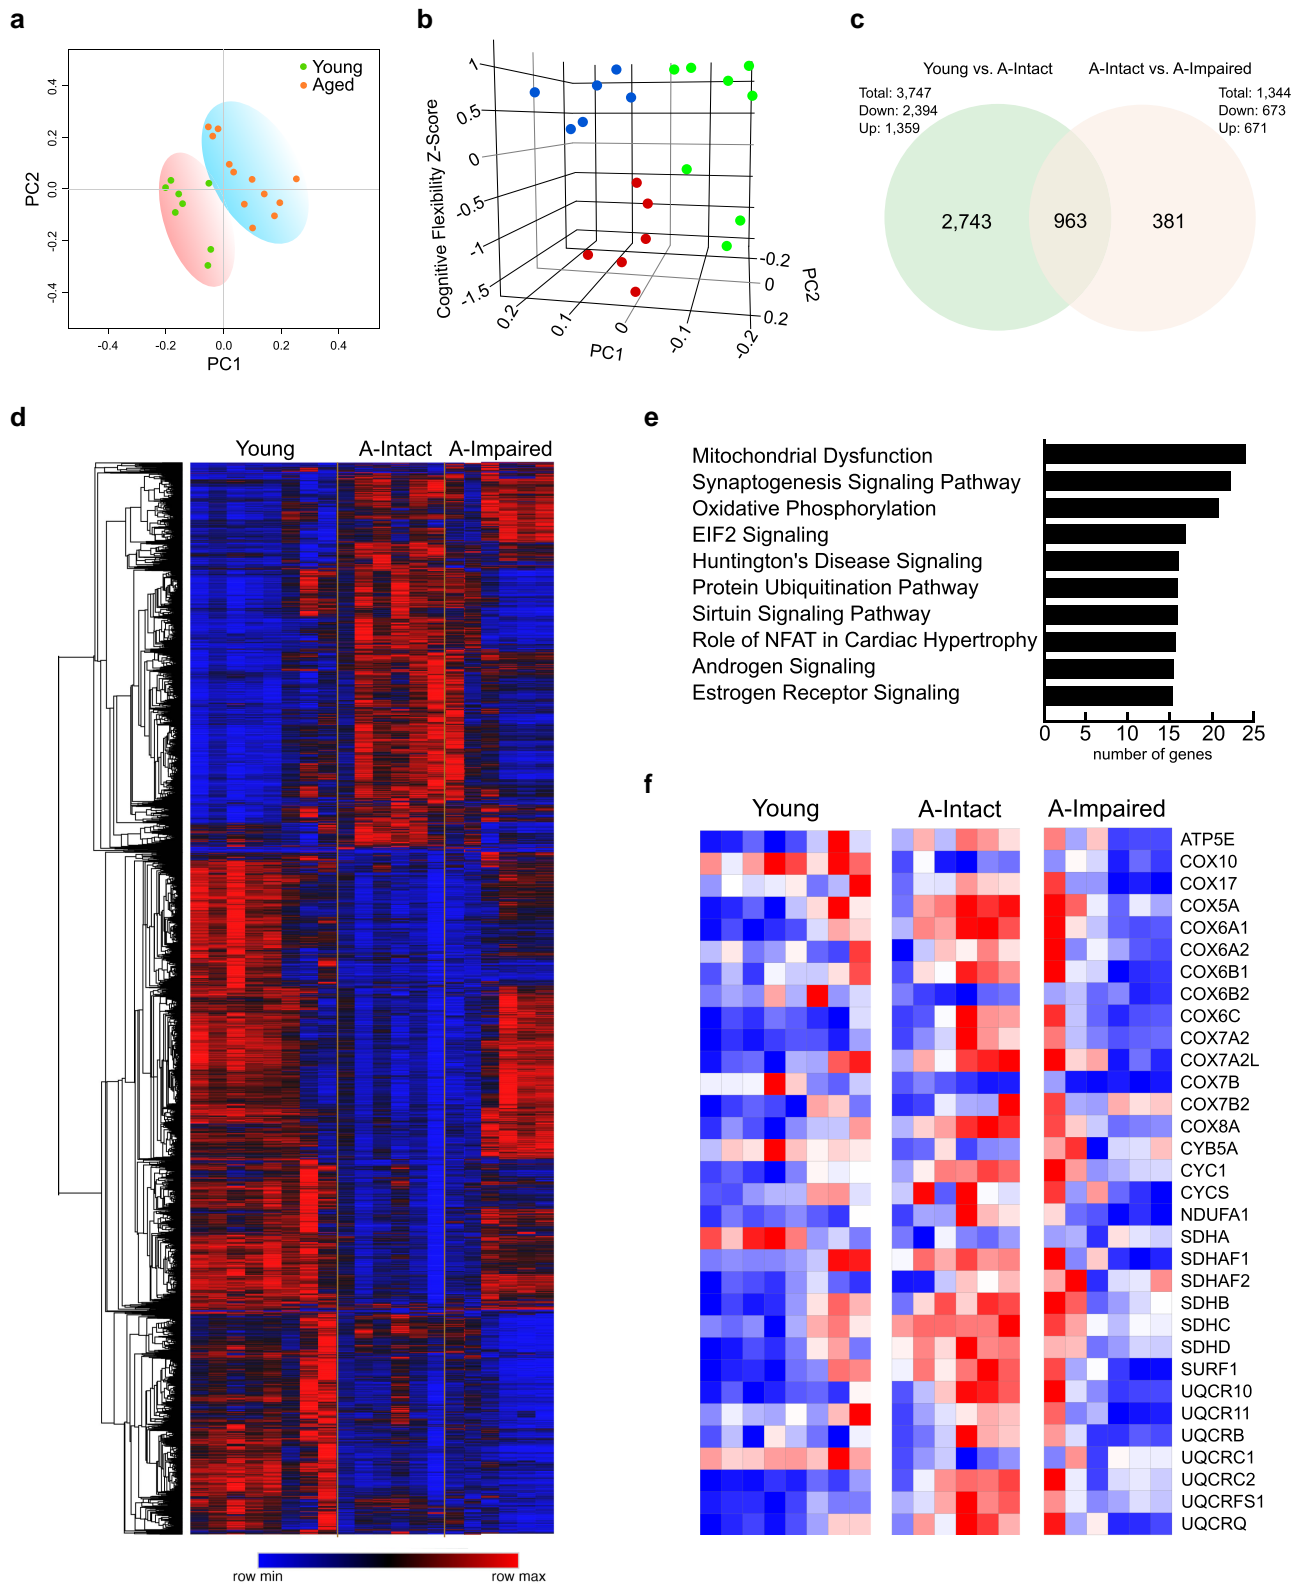 a
Young
Aged
0.4
0.2
0.0
-0.2
-0.4
PC2
-0.4
-0.2
0.0
0.2
0.4
PC1
b
Cognitive Flexibility Z-Score
1
0.5
0
-0.5
-1
-1.5
0.2
0.1
0
-0.1
-0.2
PC1
-0.2
0
0.2
PC2
c
Young vs. A-Intact
A-Intact vs. A-Impaired
Total: 3,747
Down: 2,394
Up: 1,359
Total: 1,344
Down: 673
Up: 671
2,743
963
381
d
Young
A-Intact
A-Impaired
row min
row max
e
Mitochondrial Dysfunction
Synaptogenesis Signaling Pathway
Oxidative Phosphorylation
EIF2 Signaling
Huntington's Disease Signaling
Protein Ubiquitination Pathway
Sirtuin Signaling Pathway
Role of NFAT in Cardiac Hypertrophy
Androgen Signaling
Estrogen Receptor Signaling
0 5 10 15 20 25
number of genes
f
Young
A-Intact
A-Impaired
ATP5E
COX10
COX17
COX5A
COX6A1
COX6A2
COX6B1
COX6B2
COX6C
COX7A2
COX7A2L
COX7B
COX7B2
COX8A
CYB5A
CYC1
CYCS
NDUFA1
SDHA
SDHAF1
SDHAF2
SDHB
SDHC
SDHD
SURF1
UQCR10
UQCR11
UQCRB
UQCRC1
UQCRC2
UQCRFS1
UQCRQ